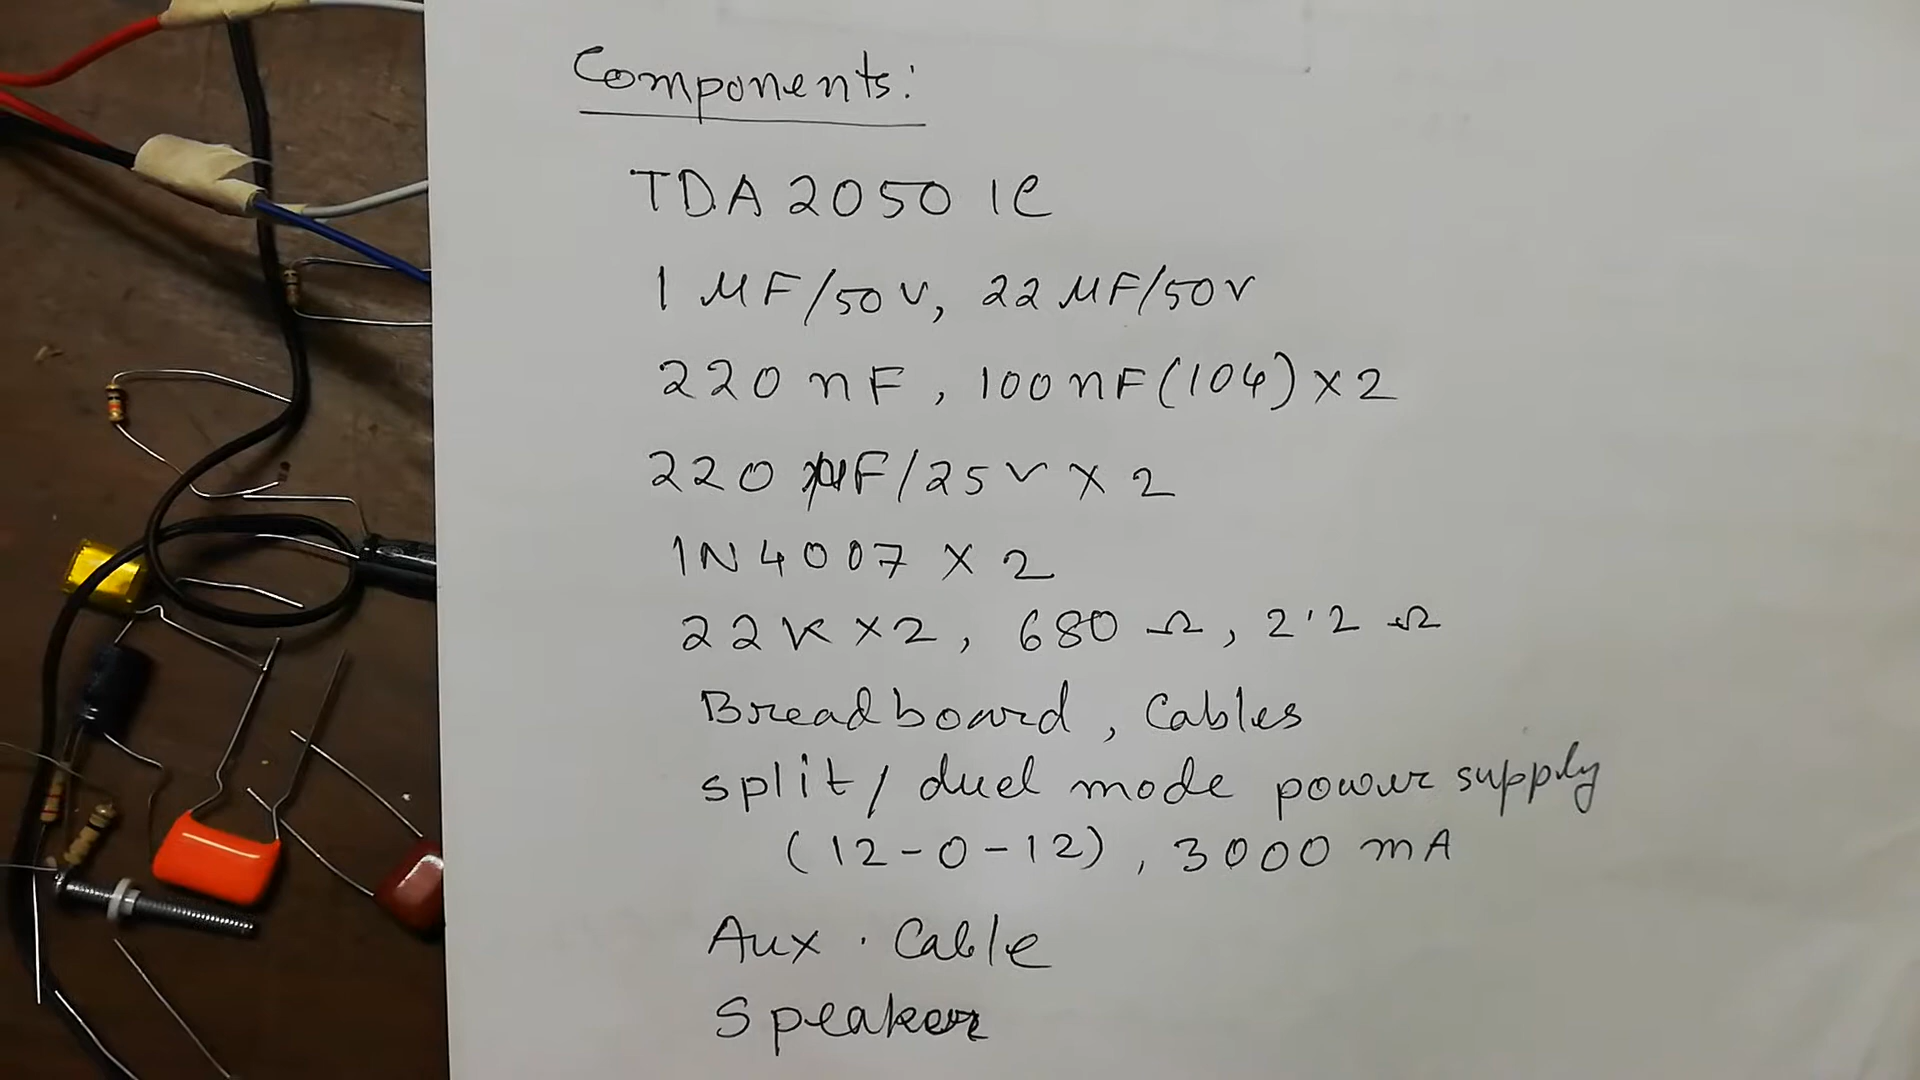 Components:
TDA 2050 IC
1 µF/50v, 22 µF/50v
220 nF, 100nF(104) x 2
220 µF/25v x 2
1N4007 x 2
22K x 2, 680 Ω, 2.2 Ω
Breadboard, Cables
split/ duel mode power supply
(12-0-12), 3000 mA
Aux. Cable
Speaker